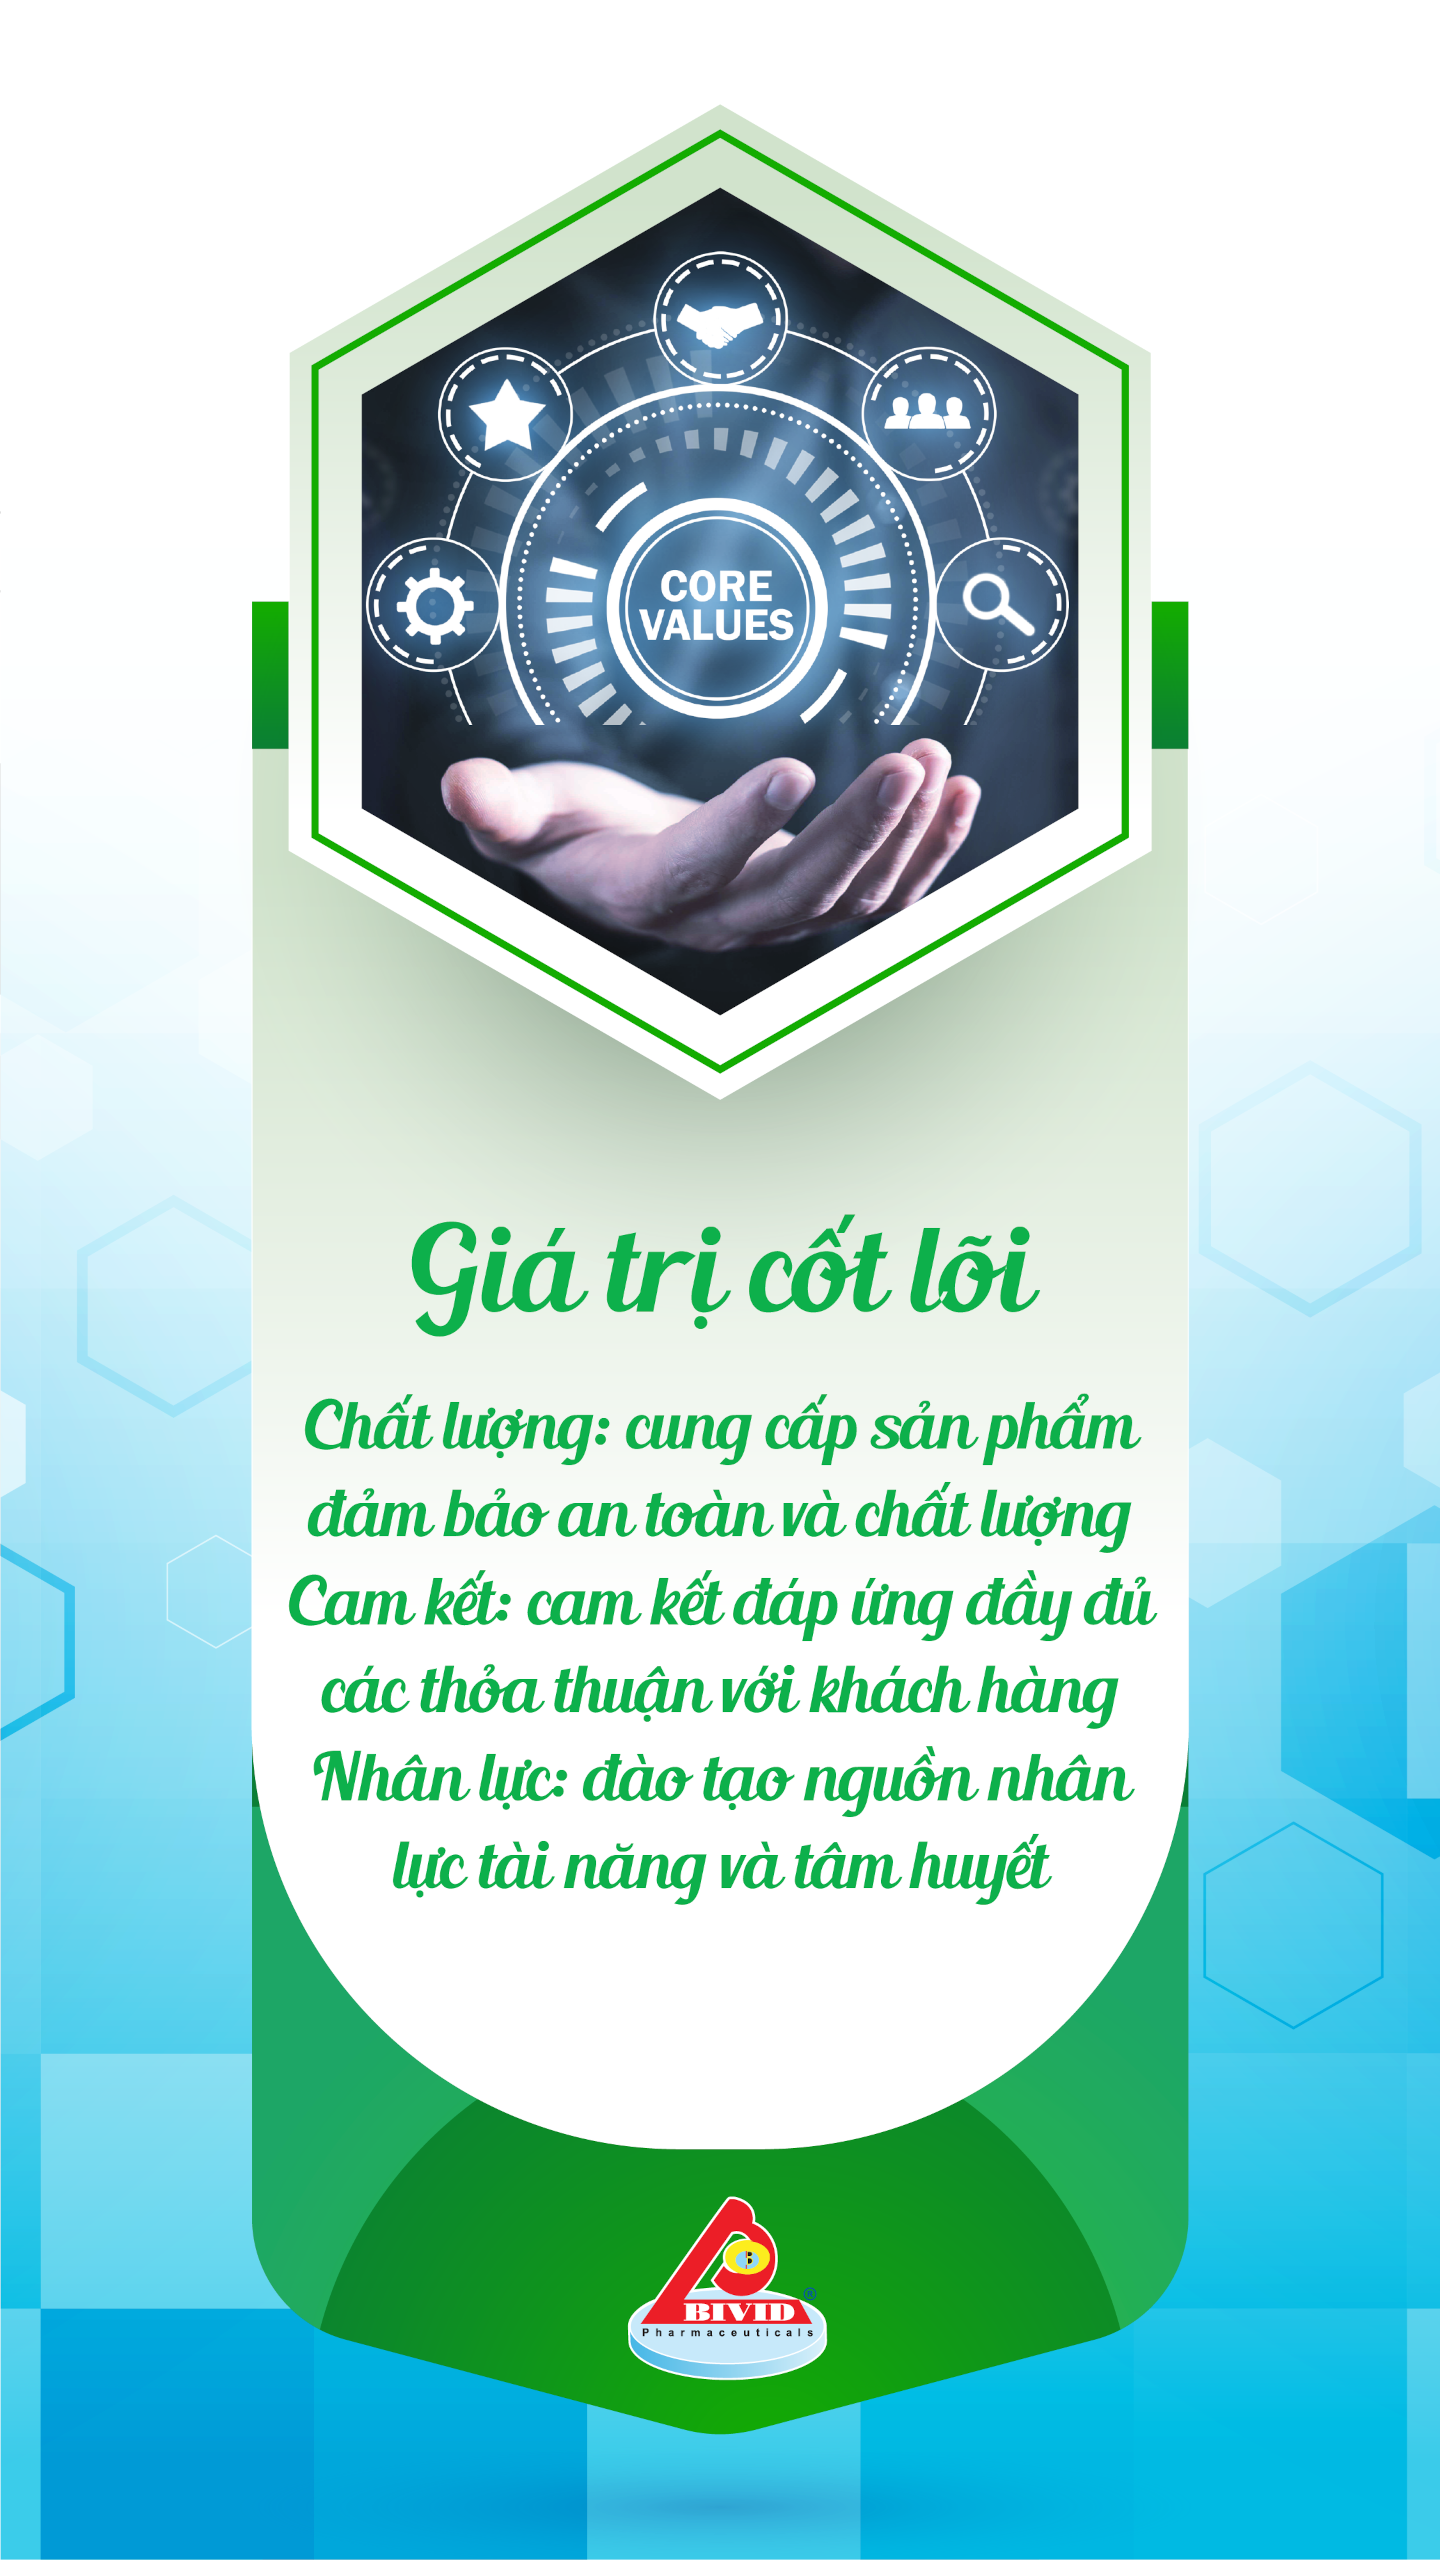 CORE
VALUES
Giá trị cốt lõi
Chất lượng: cung cấp sản phẩm
đảm bảo an toàn và chất lượng
Cam kết: cam kết đáp ứng đầy đủ
các thỏa thuận với khách hàng
Nhân lực: đào tạo nguồn nhân
lực tài năng và tâm huyết
B
®
BIVID
Pharmaceuticals